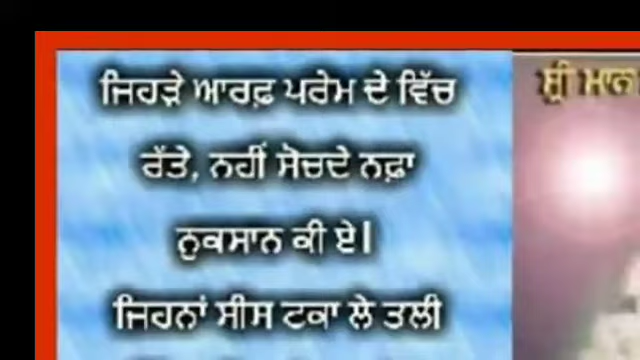 ਜਿਹੜੇ ਆਰਫ਼ ਪਰੇਮ ਦੇ ਵਿੱਚ
ਰੱਤੇ, ਨਹੀਂ ਸੋਚਦੇ ਨਫ਼ਾ
ਨੁਕਸਾਨ ਕੀ ਏ।
ਜਿਹਨਾਂ ਸੀਸ ਟਕਾ ਲੇ ਤਲੀ
ਸ਼੍ਰੀ ਮਾਨ